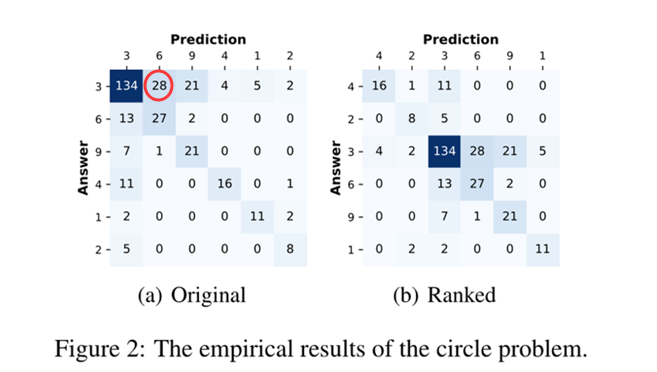 Prediction
3 6 9 4 1 2
Answer
3 134 28 21 4 5 2
6 13 27 2 0 0 0
9 7 1 21 0 0 0
4 11 0 0 16 0 1
1 2 0 0 0 11 2
2 5 0 0 0 0 8
(a) Original
Prediction
4 2 3 6 9 1
Answer
4 16 1 11 0 0 0
2 0 8 5 0 0 0
3 4 2 134 28 21 5
6 0 0 13 27 2 0
9 0 0 7 1 21 0
1 0 2 2 0 0 11
(b) Ranked
Figure 2: The empirical results of the circle problem.